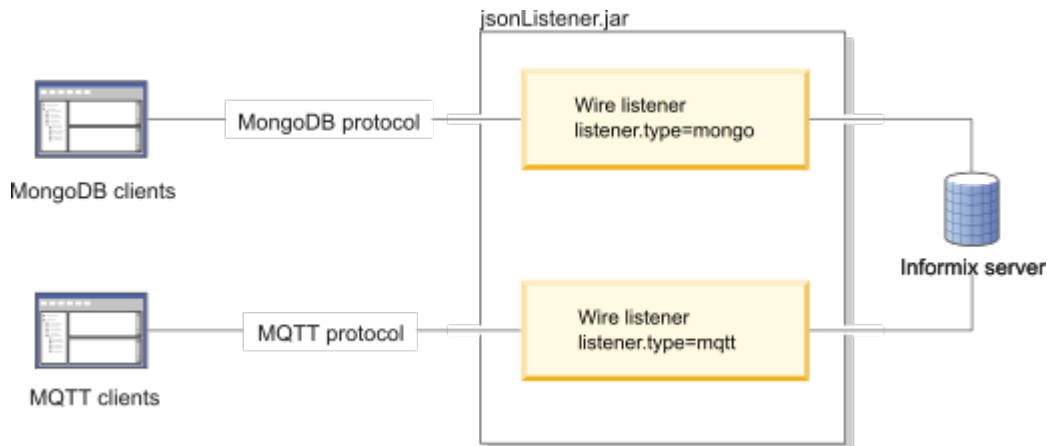 jsonListener.jar
Wire listener
listener.type=mongo
MongoDB protocol
MongoDB clients
Informix server
Wire listener
listener.type=mqtt
MQTT protocol
MQTT clients